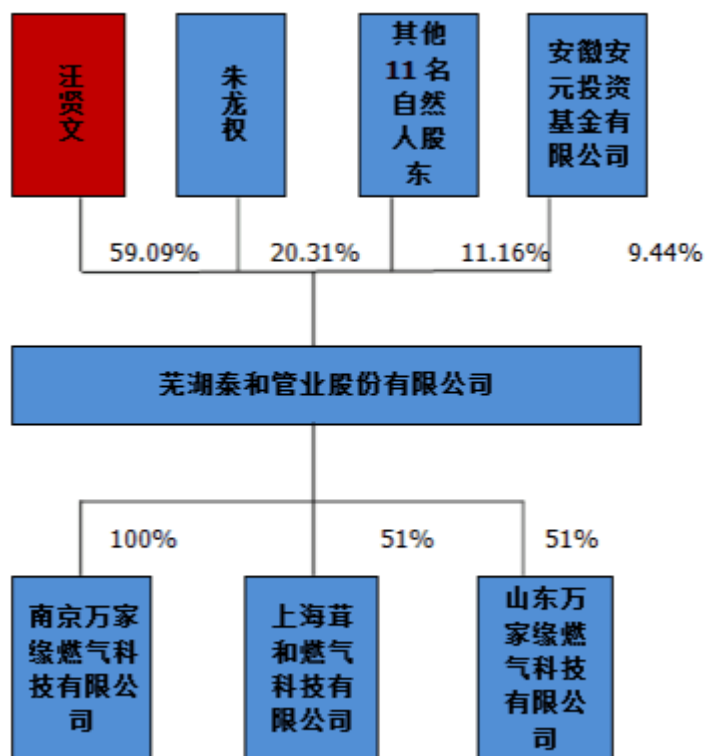 汪贤文
朱龙权
其他
11 名
自然
人股
东
安徽安
元投资
基金有
限公司
59.09%
20.31%
11.16%
9.44%
芜湖泰和管业股份有限公司
100%
51%
51%
南京万家
缘燃气科
技有限公
司
上海茸
和燃气
科技有
限公司
山东万
家缘燃
气科技
有限公
司